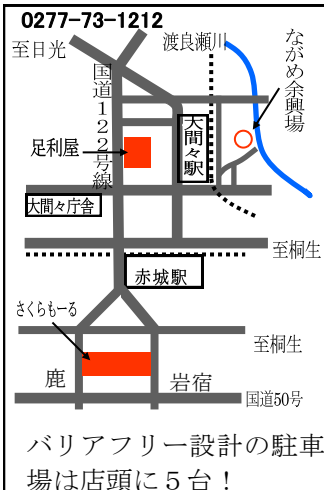 0277-73-1212
至日光
渡良瀬川
ながめ余興場
国道122号線
足利屋
大間々駅
大間々庁舎
至桐生
赤城駅
さくらもーる
至桐生
鹿
岩宿
国道50号
バリアフリー設計の駐車
場は店頭に５台！